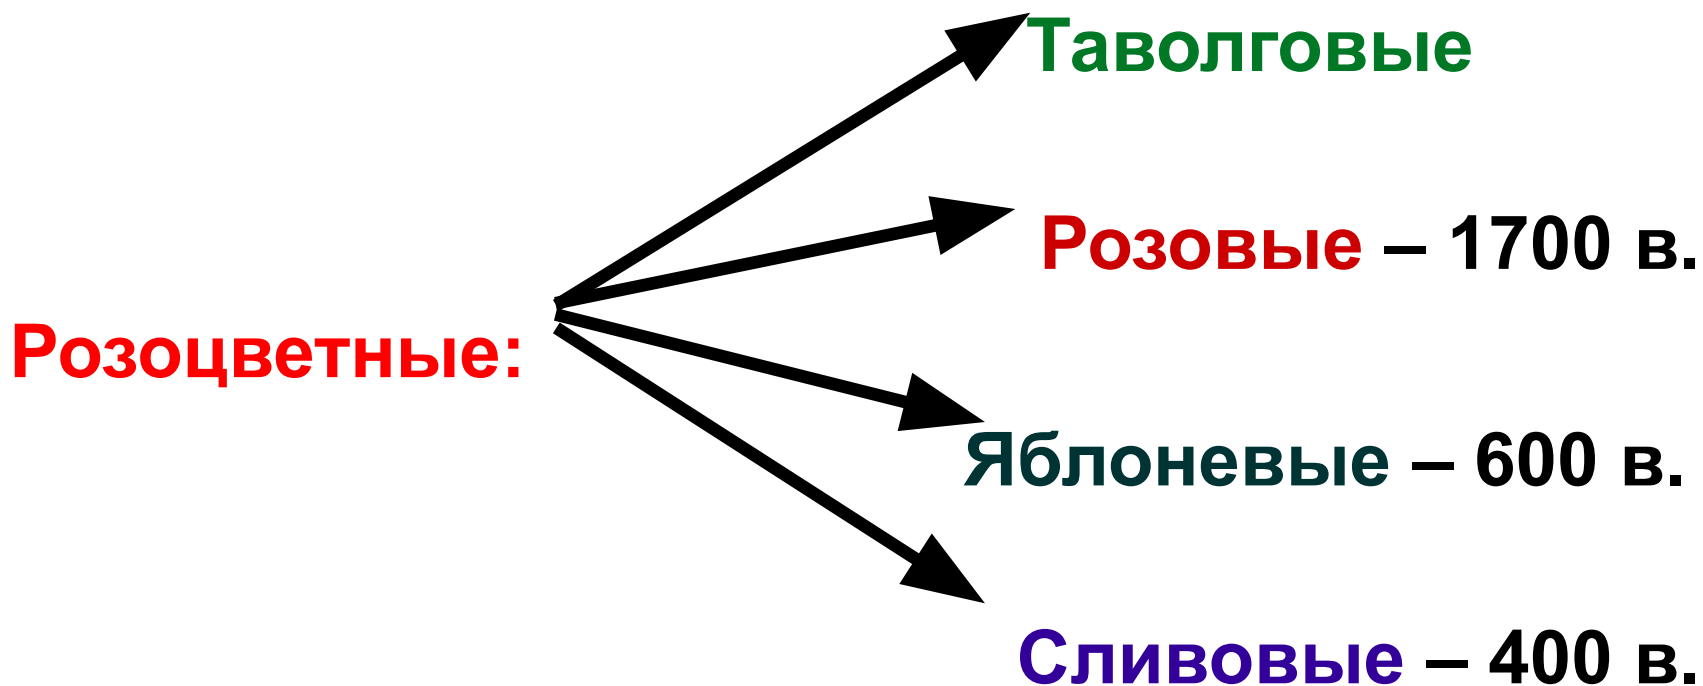 Таволговые
Розовые – 1700 в.
Розоцветные:
Яблоневые – 600 в.
Сливовые – 400 в.